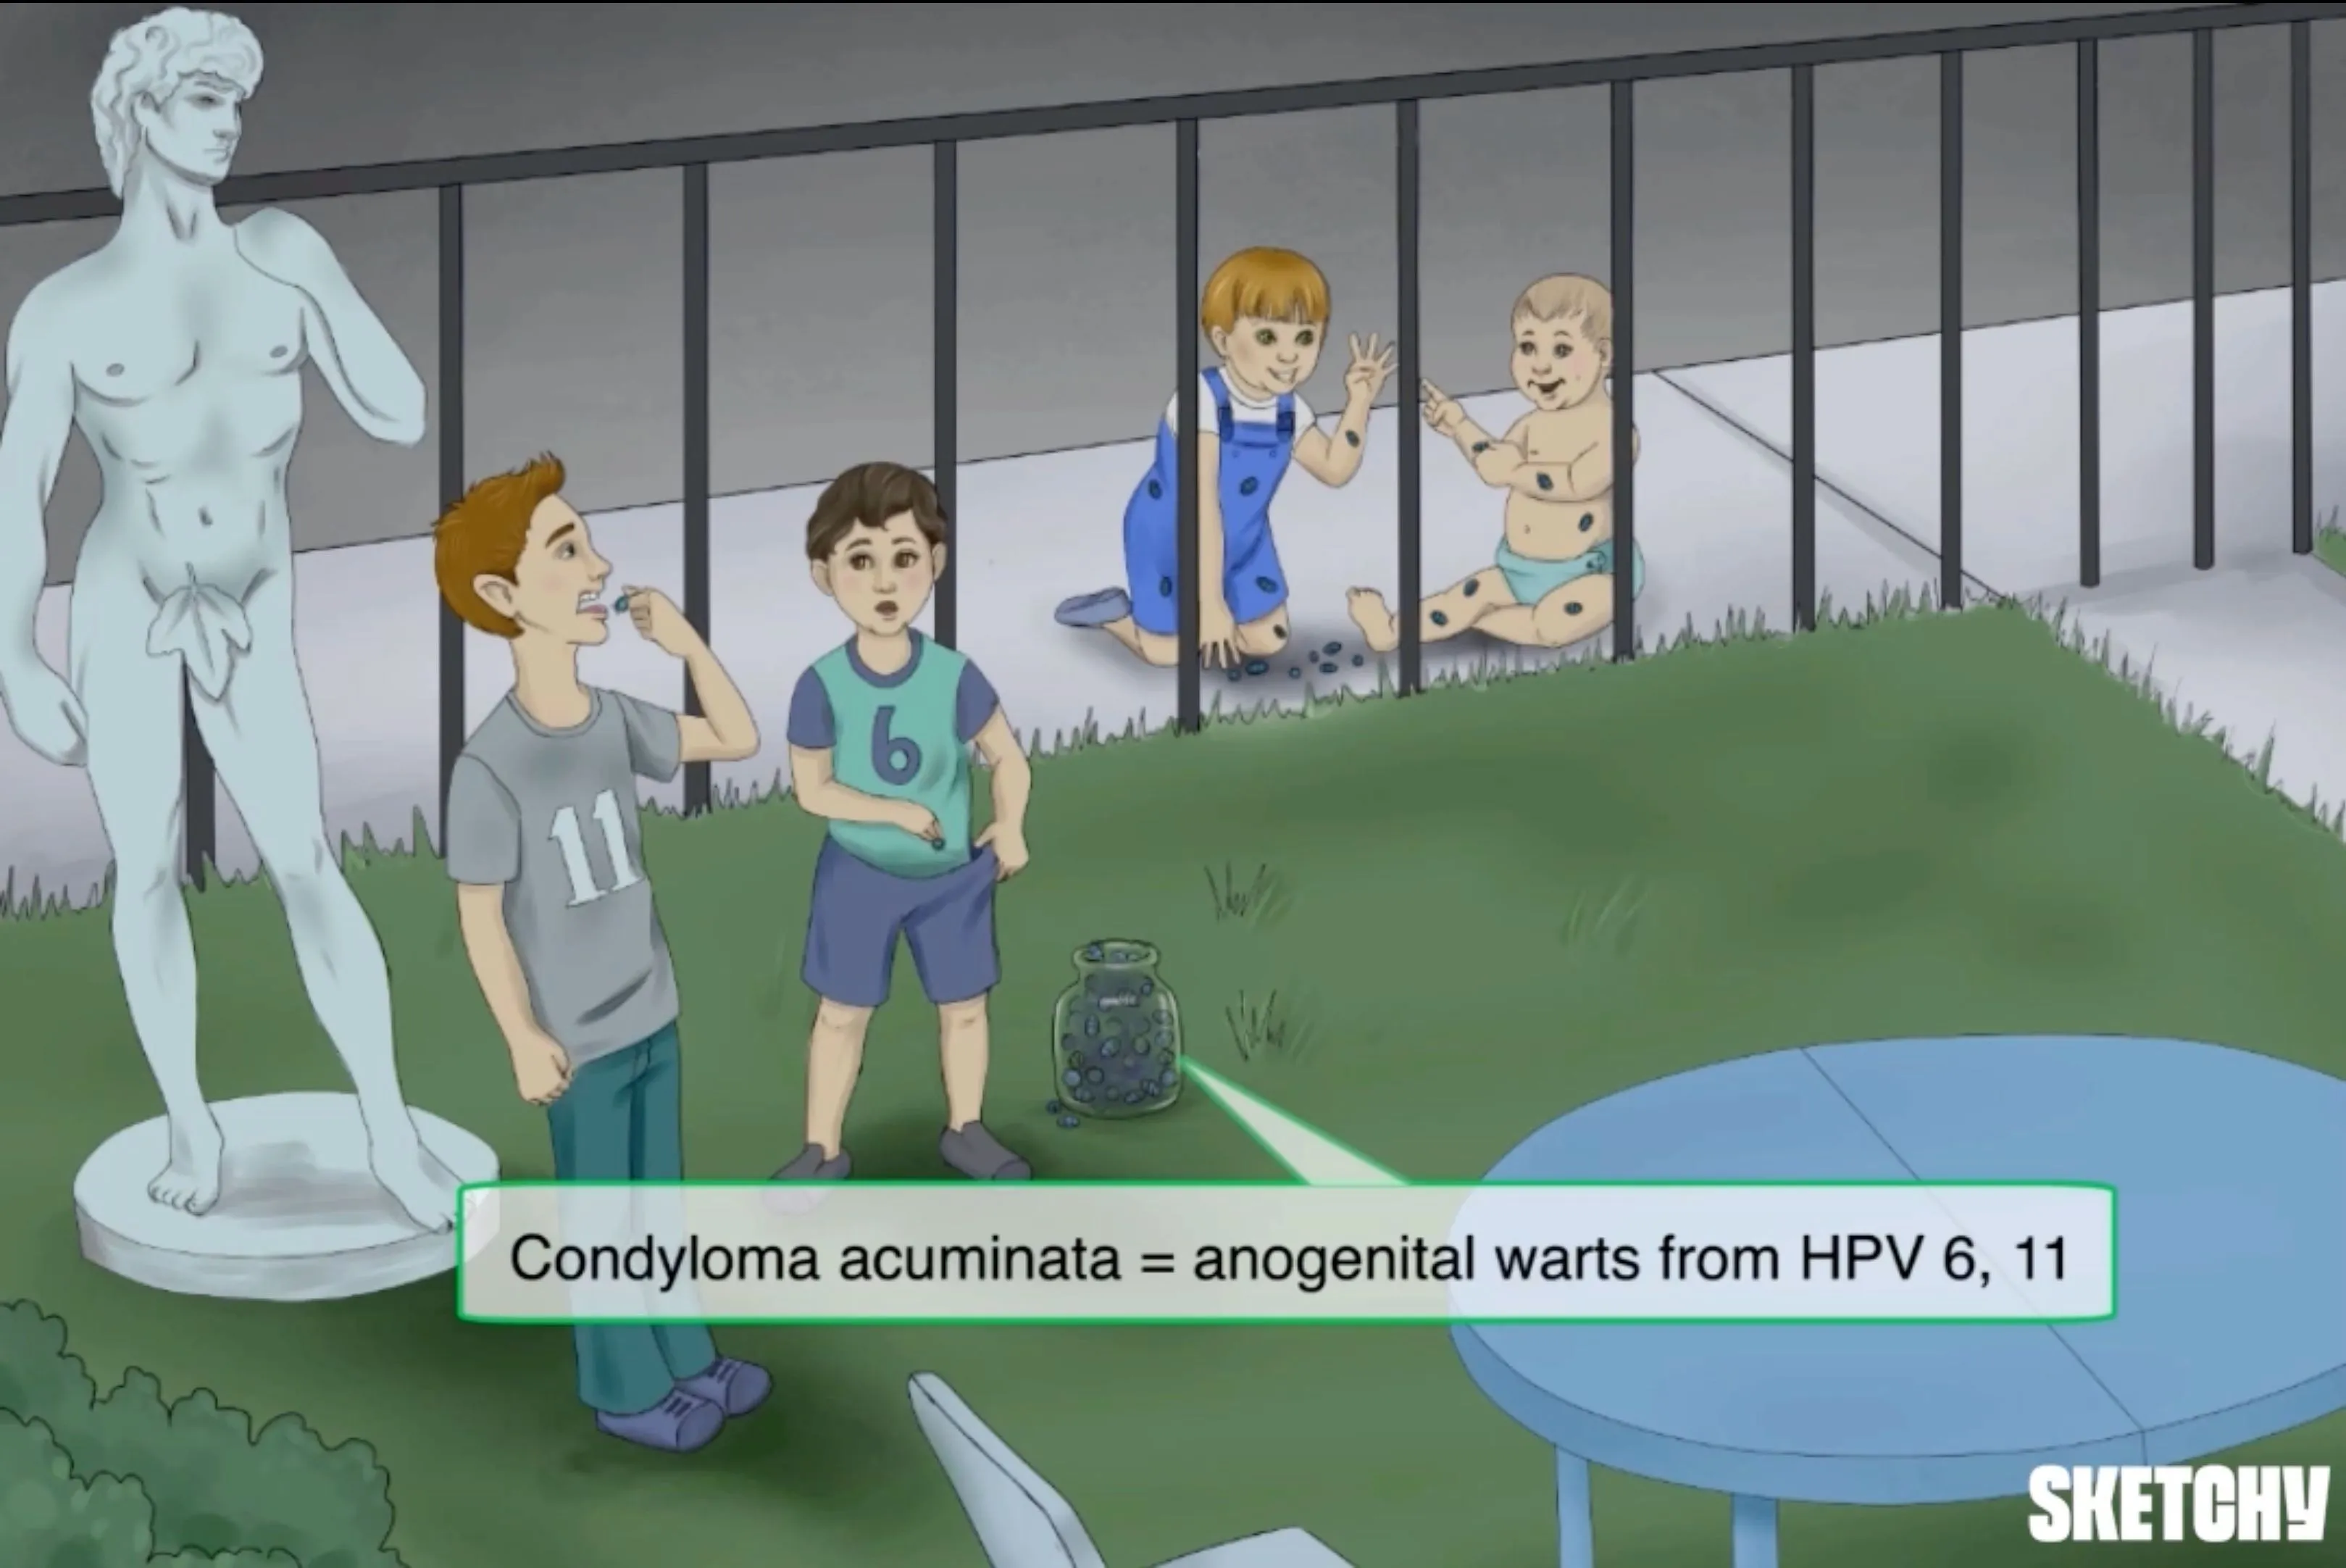 11
6
Condyloma acuminata = anogenital warts from HPV 6, 11
SKETCHY